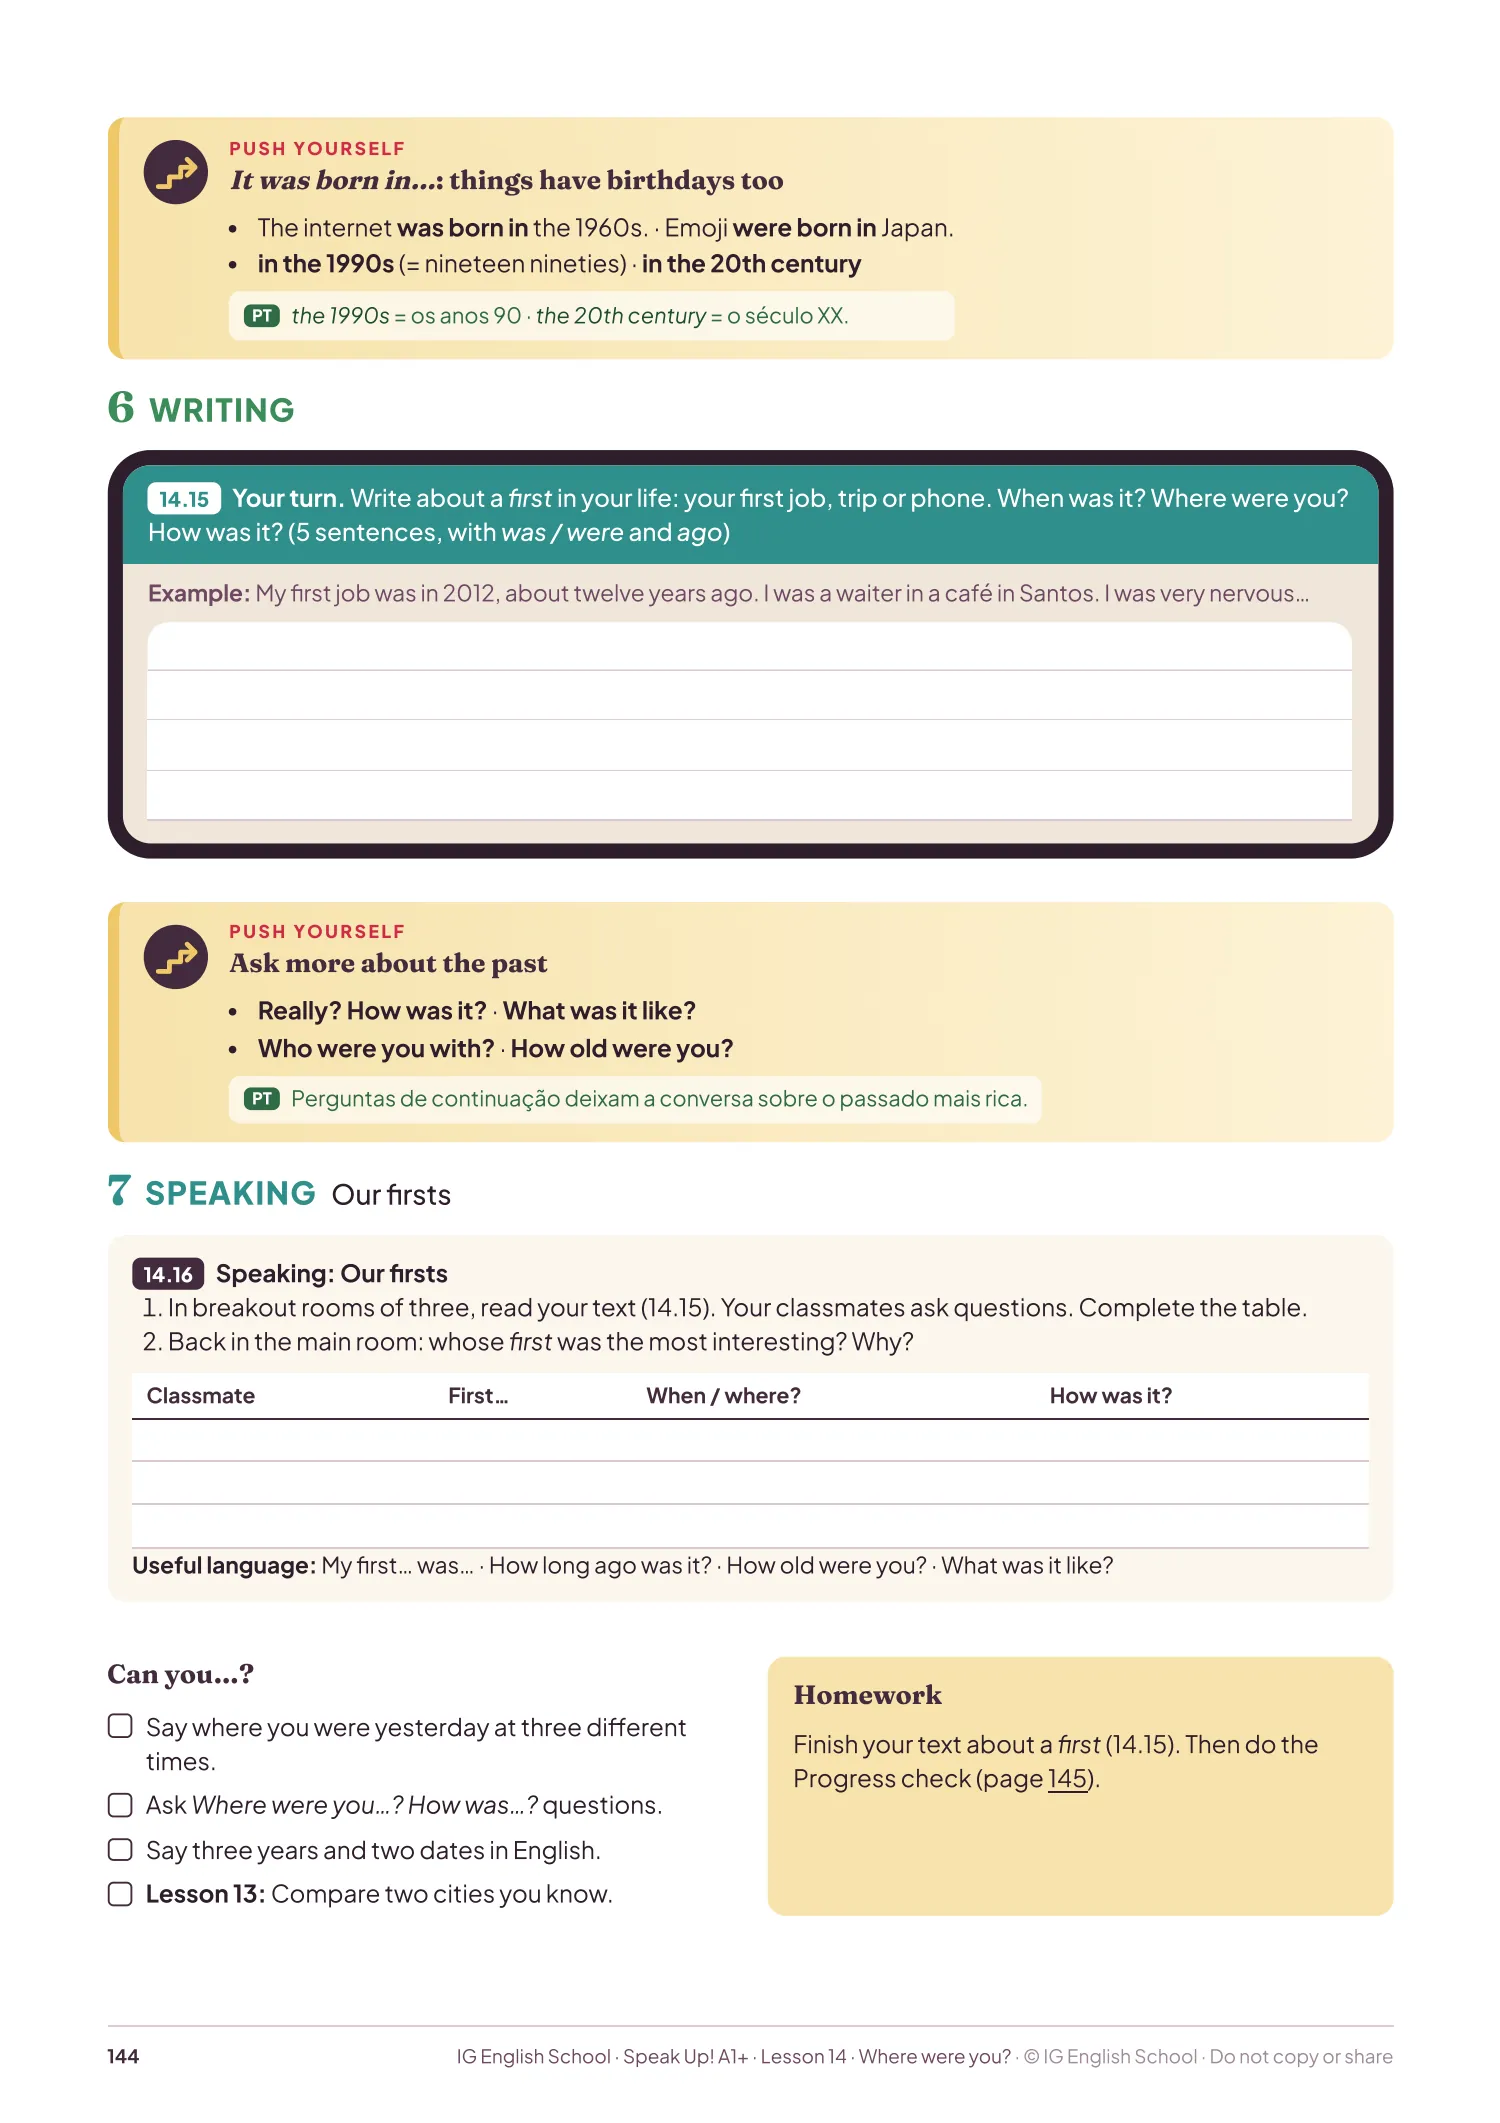 PUSH YOURSELF
It was born in...: things have birthdays too
• The internet was born in the 1960s. · Emoji were born in Japan.
• in the 1990s (= nineteen nineties) · in the 20th century
PT the 1990s = os anos 90 · the 20th century = o século XX.
6 WRITING
14.15 Your turn. Write about a first in your life: your first job, trip or phone. When was it? Where were you?
How was it? (5 sentences, with was / were and ago)
Example: My first job was in 2012, about twelve years ago. I was a waiter in a café in Santos. I was very nervous...
PUSH YOURSELF
Ask more about the past
• Really? How was it? · What was it like?
• Who were you with? · How old were you?
PT Perguntas de continuação deixam a conversa sobre o passado mais rica.
7 SPEAKING Our firsts
14.16 Speaking: Our firsts
1. In breakout rooms of three, read your text (14.15). Your classmates ask questions. Complete the table.
2. Back in the main room: whose first was the most interesting? Why?
Classmate First... When / where? How was it?
Useful language: My first... was... · How long ago was it? · How old were you? · What was it like?
Can you...?
Say where you were yesterday at three different
times.
Ask Where were you...? How was...? questions.
Say three years and two dates in English.
Lesson 13: Compare two cities you know.
Homework
Finish your text about a first (14.15). Then do the
Progress check (page 145).
144 IG English School · Speak Up! A1+ · Lesson 14 · Where were you? · © IG English School · Do not copy or share